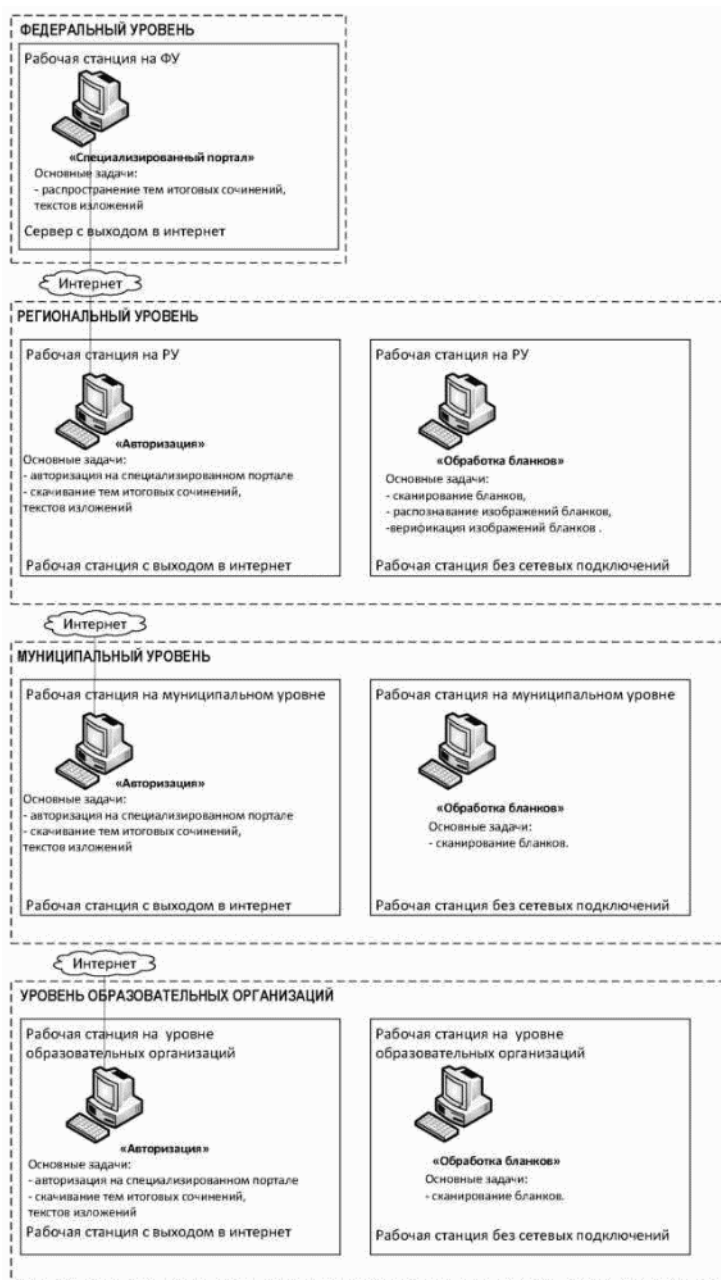 ФЕДЕРАЛЬНЫЙ УРОВЕНЬ
Рабочая станция на ФУ
«Специализированный портал»
Основные задачи:
- распространение тем итоговых сочинений,
текстов изложений
Сервер с выходом в интернет
Интернет
РЕГИОНАЛЬНЫЙ УРОВЕНЬ
Рабочая станция на РУ
«Авторизация»
Основные задачи:
- авторизация на специализированном портале
- скачивание тем итоговых сочинений,
текстов изложений
Рабочая станция с выходом в интернет
Рабочая станция на РУ
«Обработка бланков»
Основные задачи:
- сканирование бланков,
- распознавание изображений бланков,
-верификация изображений бланков .
Рабочая станция без сетевых подключений
Интернет
МУНИЦИПАЛЬНЫЙ УРОВЕНЬ
Рабочая станция на муниципальном уровне
«Авторизация»
Основные задачи:
- авторизация на специализированном портале
- скачивание тем итоговых сочинений,
текстов изложений
Рабочая станция с выходом в интернет
Рабочая станция на муниципальном уровне
«Обработка бланков»
Основные задачи:
- сканирование бланков.
Рабочая станция без сетевых подключений
Интернет
УРОВЕНЬ ОБРАЗОВАТЕЛЬНЫХ ОРГАНИЗАЦИЙ
Рабочая станция на уровне
образовательных организаций
«Авторизация»
Основные задачи:
- авторизация на специализированном портале
- скачивание тем итоговых сочинений,
текстов изложений
Рабочая станция с выходом в интернет
Рабочая станция на уровне
образовательных организаций
«Обработка бланков»
Основные задачи:
- сканирование бланков.
Рабочая станция без сетевых подключений